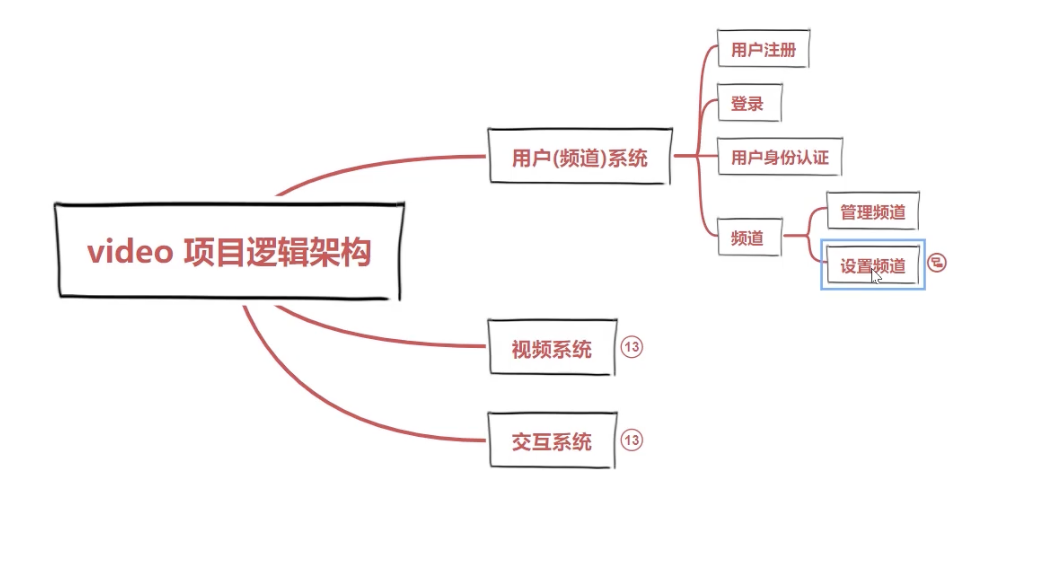 用户注册
登录
用户(频道)系统
用户身份认证
管理频道
频道
video 项目逻辑架构
设置频道
视频系统
13
交互系统
13